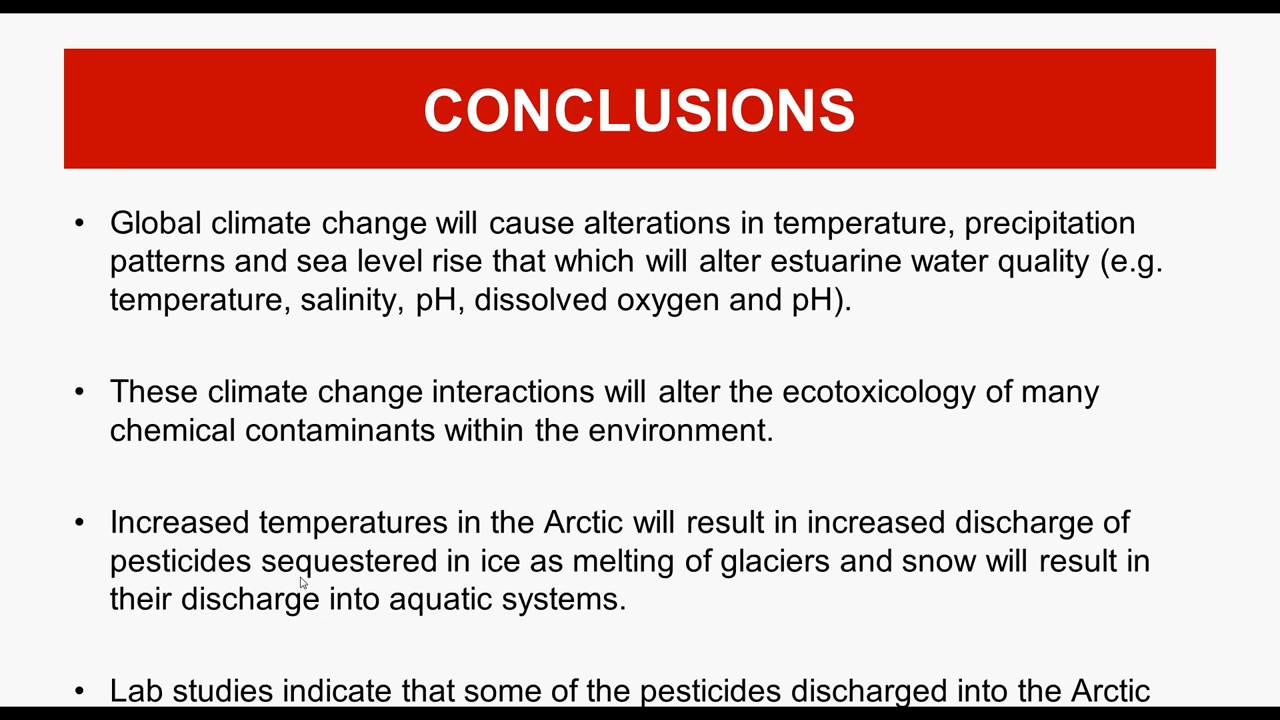 CONCLUSIONS
• Global climate change will cause alterations in temperature, precipitation
patterns and sea level rise that which will alter estuarine water quality (e.g.
temperature, salinity, pH, dissolved oxygen and pH).
• These climate change interactions will alter the ecotoxicology of many
chemical contaminants within the environment.
• Increased temperatures in the Arctic will result in increased discharge of
pesticides sequestered in ice as melting of glaciers and snow will result in
their discharge into aquatic systems.
• Lab studies indicate that some of the pesticides discharged into the Arctic